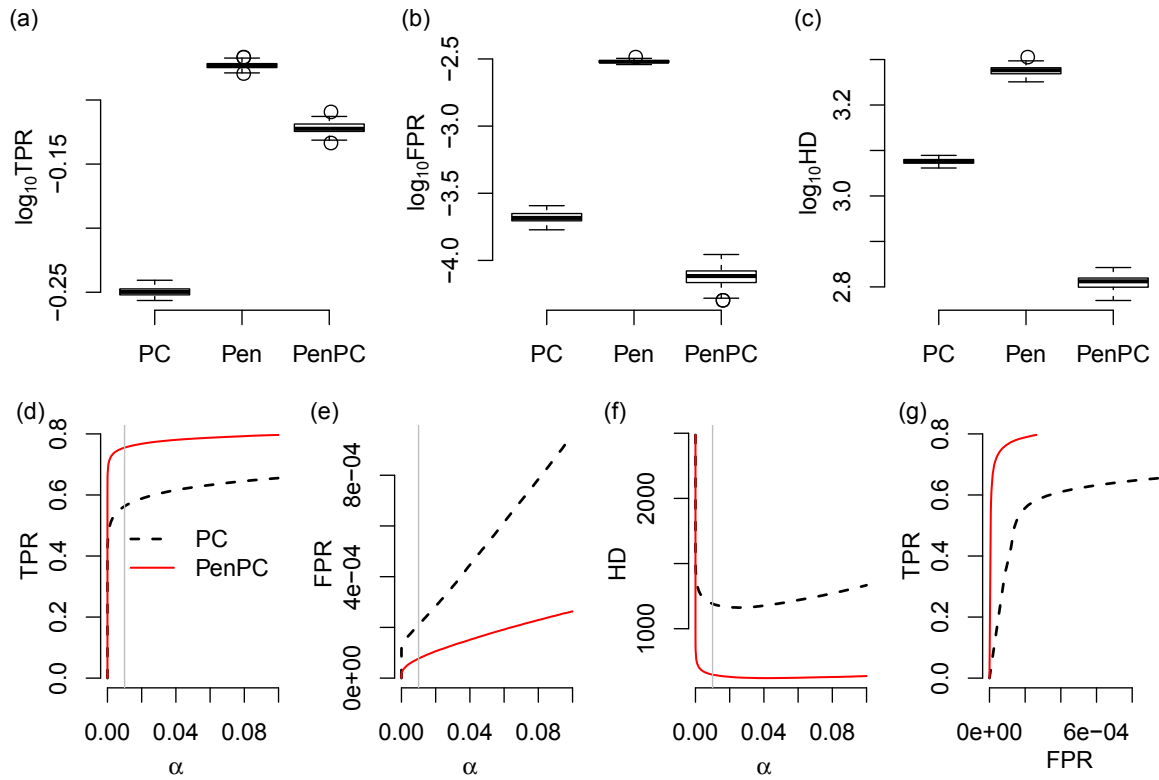 (a)
log₁₀TPR
−0.15
−0.25
PC Pen PenPC
(b)
log₁₀FPR
−2.5
−3.0
−3.5
−4.0
PC Pen PenPC
(c)
log₁₀HD
3.2
3.0
2.8
PC Pen PenPC
(d)
TPR
0.8
0.6
0.4
0.2
0.0
PC
PenPC
0.00 0.04 0.08
α
(e)
FPR
8e−04
4e−04
0e+00
0.00 0.04 0.08
α
(f)
HD
2000
1000
0.00 0.04 0.08
α
(g)
TPR
0.8
0.6
0.4
0.2
0.0
0e+00 6e−04
FPR